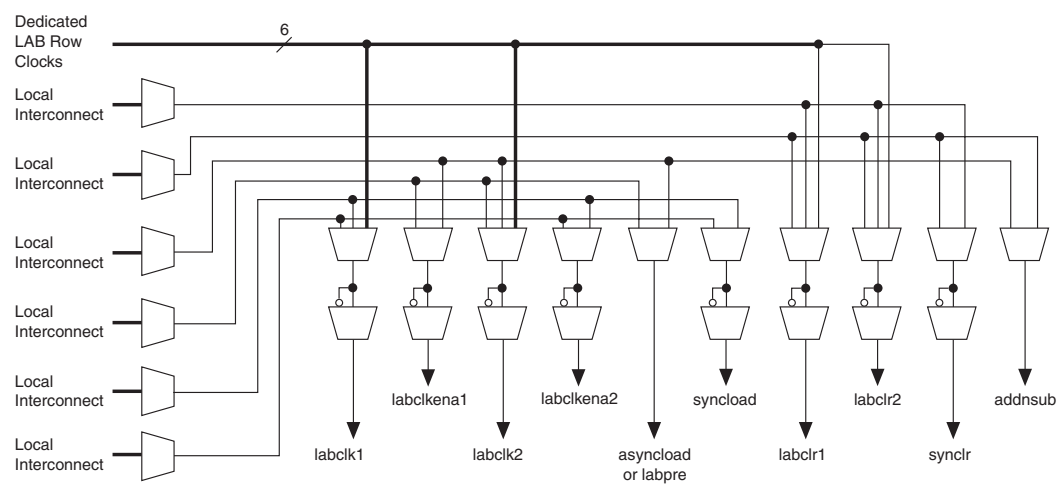 Dedicated
LAB Row
Clocks
6
Local
Interconnect
Local
Interconnect
Local
Interconnect
Local
Interconnect
Local
Interconnect
Local
Interconnect
labclkena1
labclkena2
syncload
labclr2
addnsub
labclk1
labclk2
asyncload
or labpre
labclr1
synclr